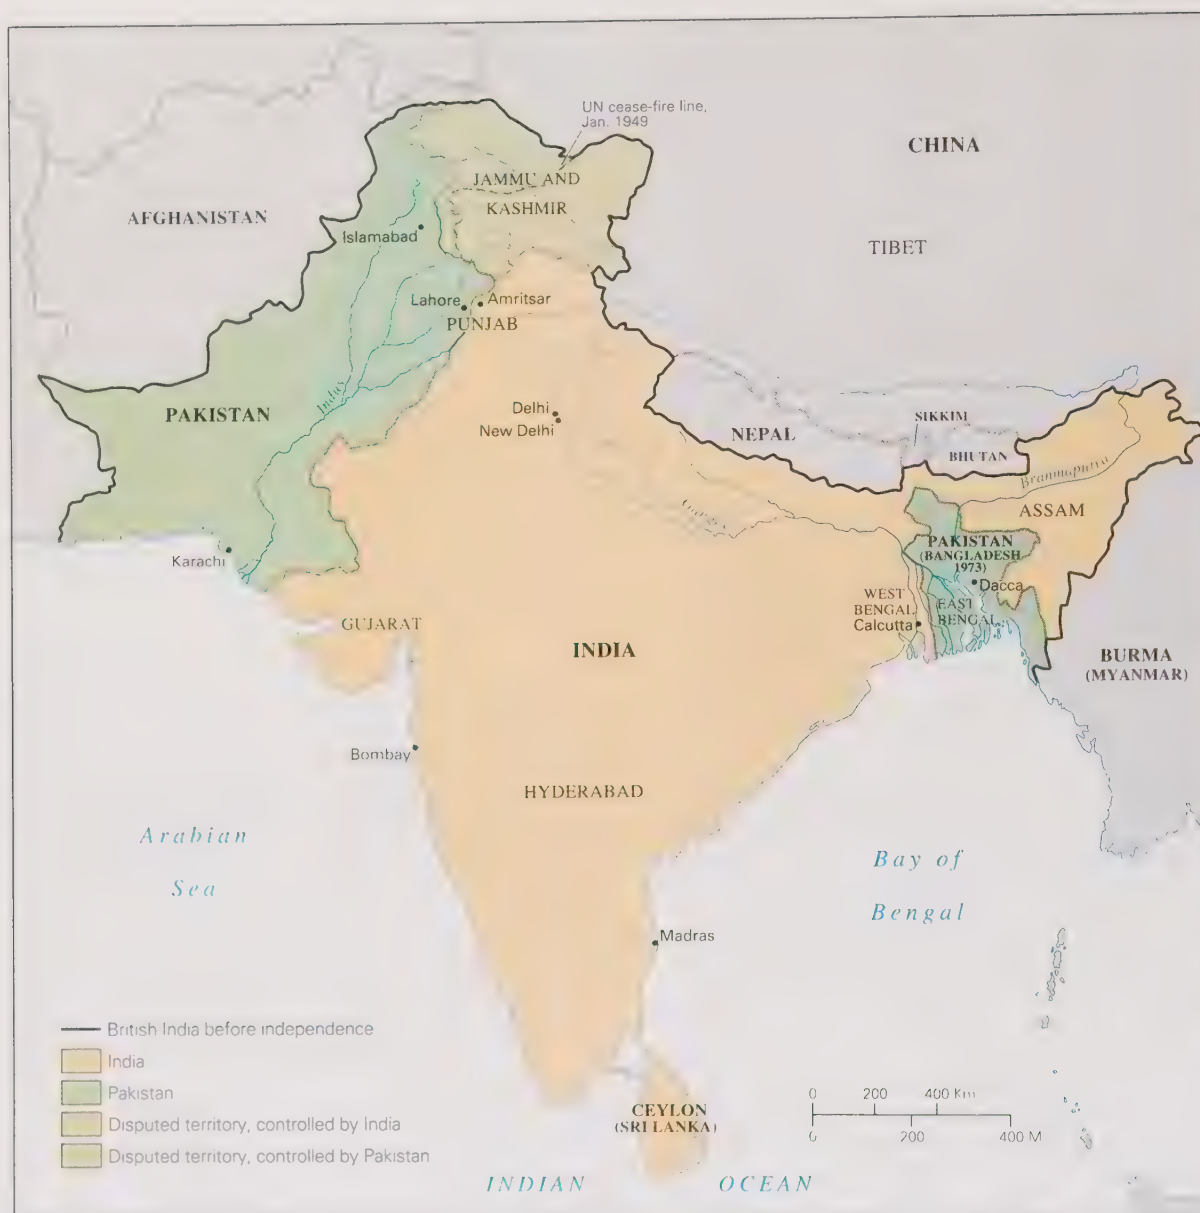 UN cease-fire line,
Jan. 1949
CHINA
JAMMU AND
KASHMIR
AFGHANISTAN
Islamabad
TIBET
Lahore
Amritsar
PUNJAB
Indus
PAKISTAN
Delhi
New Delhi
NEPAL
SIKKIM
BHUTAN
Brahmaputra
ASSAM
PAKISTAN
(BANGLADESH
1973)
Karachi
Dacca
WEST
BENGAL
EAST
BENGAL
Calcutta
GUJARAT
INDIA
BURMA
(MYANMAR)
Bombay
HYDERABAD
Arabian
Sea
Bay of
Bengal
Madras
British India before independence
India
Pakistan
Disputed territory, controlled by India
Disputed territory, controlled by Pakistan
CEYLON
(SRI LANKA)
0 200 400 Km
0 200 400 M
INDIAN OCEAN